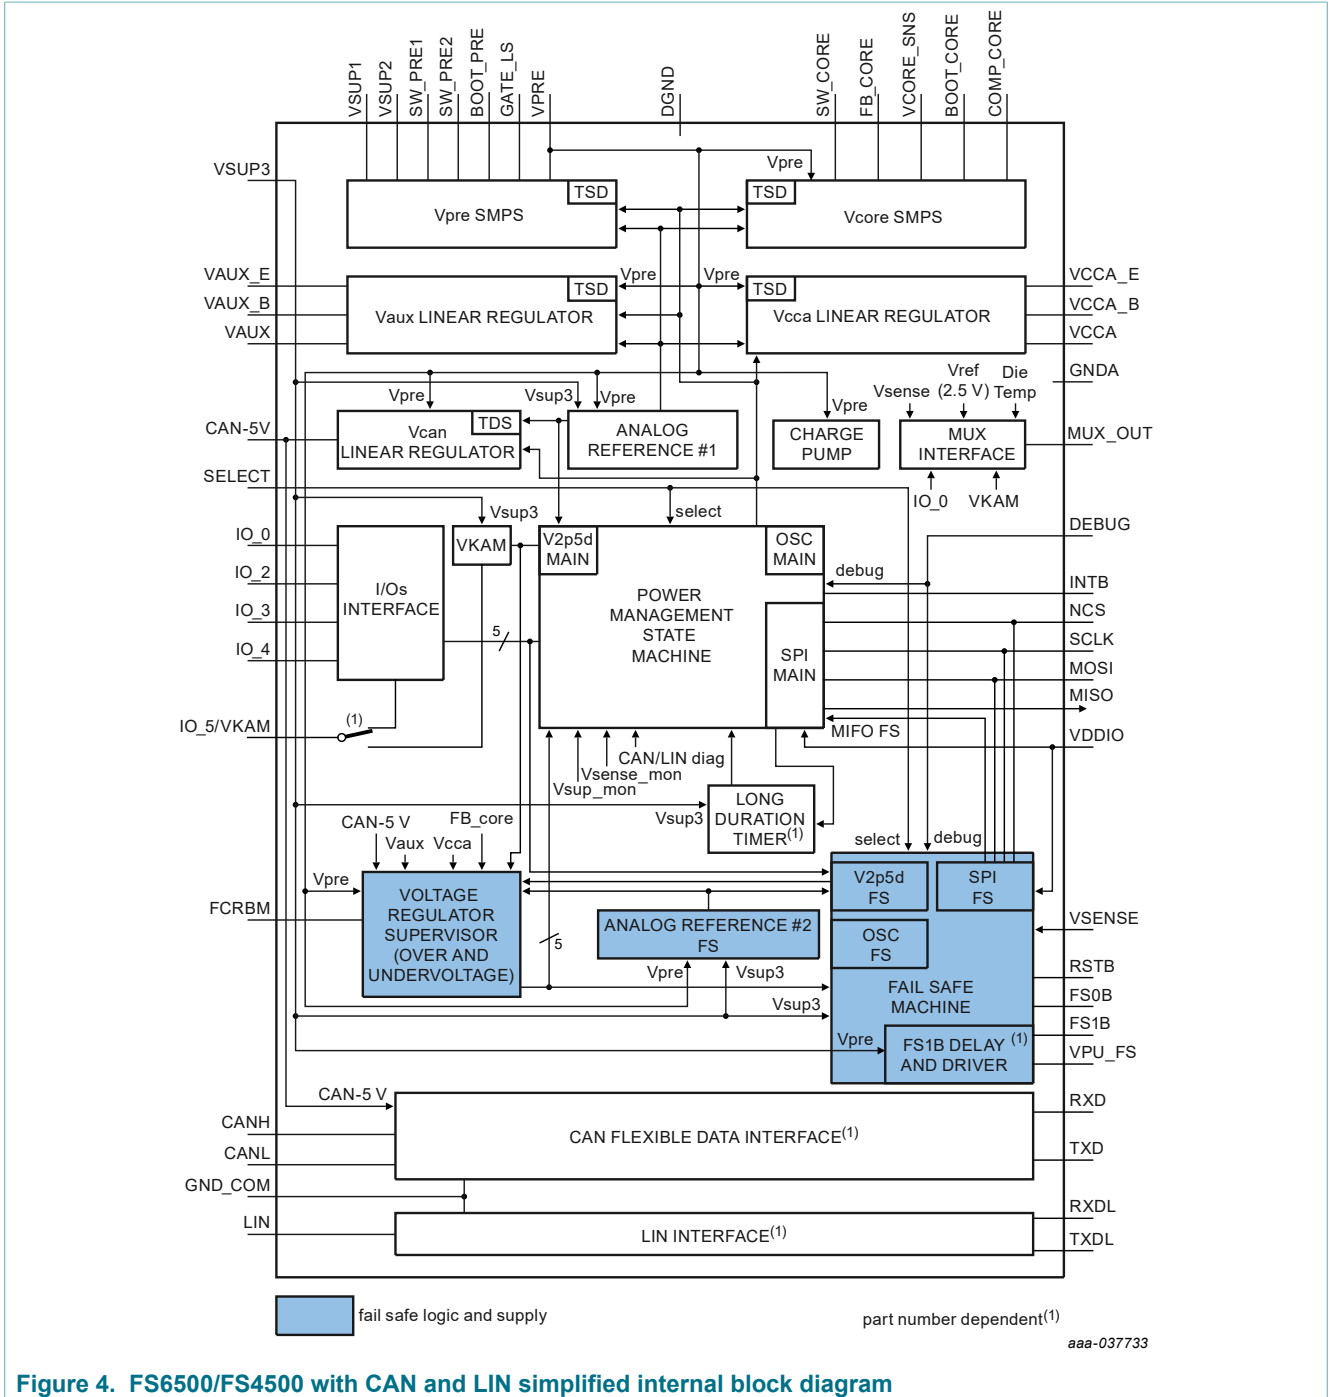 VSUP1
VSUP2
SW_PRE1
SW_PRE2
BOOT_PRE
GATE_LS
VPRE
DGND
SW_CORE
FB_CORE
VCORE_SNS
BOOT_CORE
COMP_CORE
VSUP3
Vpre
TSD
Vpre SMPS
TSD
Vcore SMPS
VAUX_E
VAUX_B
VAUX
Vpre
Vpre
TSD
Vaux LINEAR REGULATOR
TSD
Vcca LINEAR REGULATOR
VCCA_E
VCCA_B
VCCA
GNDA
Vpre
Vsup3
Vpre
Vpre
Vsense
Vref
(2.5 V)
Die
Temp
CAN-5V
Vcan
LINEAR REGULATOR
TDS
ANALOG
REFERENCE #1
CHARGE
PUMP
MUX
INTERFACE
MUX_OUT
SELECT
IO_0
VKAM
Vsup3
select
IO_0
IO_2
IO_3
IO_4
I/Os
INTERFACE
VKAM
V2p5d
MAIN
OSC
MAIN
debug
DEBUG
INTB
NCS
SCLK
MOSI
MISO
5
POWER
MANAGEMENT
STATE
MACHINE
SPI
MAIN
IO_5/VKAM
(1)
MIFO FS
VDDIO
CAN/LIN diag
Vsense_mon
Vsup_mon
Vsup3
LONG
DURATION
TIMER(1)
CAN-5 V
Vaux
Vcca
FB_core
select
debug
Vpre
FCRBM
VOLTAGE
REGULATOR
SUPERVISOR
(OVER AND
UNDERVOLTAGE)
5
ANALOG REFERENCE #2
FS
Vpre
Vsup3
V2p5d
FS
SPI
FS
OSC
FS
FAIL SAFE
MACHINE
Vsup3
Vpre
FS1B DELAY (1)
AND DRIVER
VSENSE
RSTB
FS0B
FS1B
VPU_FS
CAN-5 V
CANH
CANL
GND_COM
LIN
CAN FLEXIBLE DATA INTERFACE(1)
LIN INTERFACE(1)
RXD
TXD
RXDL
TXDL
fail safe logic and supply
part number dependent(1)
aaa-037733
Figure 4. FS6500/FS4500 with CAN and LIN simplified internal block diagram